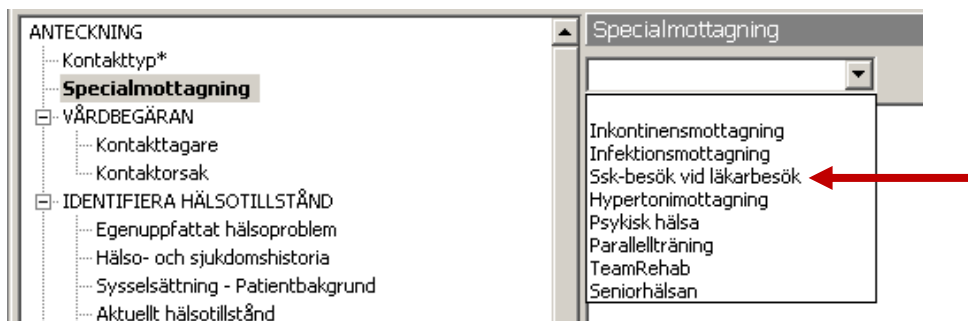 ANTECKNING
Kontakttyp*
Specialmottagning
VÅRDBEGÄRAN
Kontakttagare
Kontaktorsak
IDENTIFIERA HÄLSOTILLSTÅND
Egenuppfattat hälsoproblem
Hälso- och sjukdomshistoria
Sysselsättning - Patientbakgrund
Aktuellt hälsotillstånd
Specialmottagning
Inkontinensmottagning
Infektionsmottagning
Ssk-besök vid läkarbesök
Hypertonimottagning
Psykisk hälsa
Parallellträning
TeamRehab
Seniorhälsan